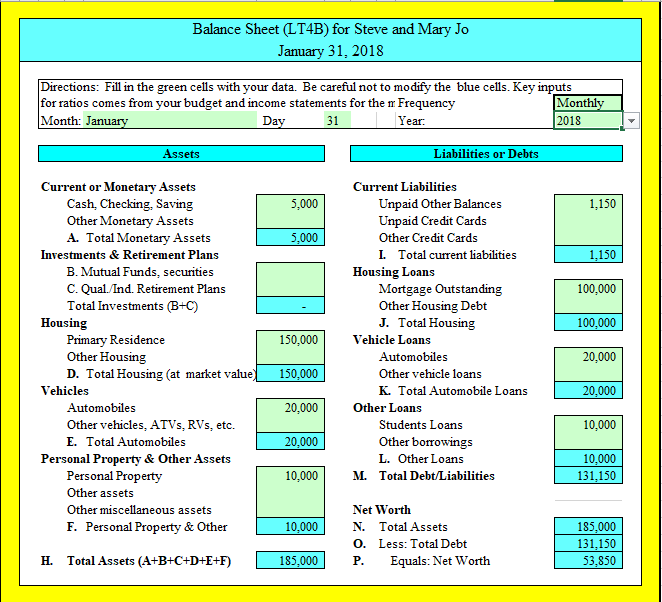 Balance Sheet (LT4B) for Steve and Mary Jo
January 31, 2018
Directions: Fill in the green cells with your data. Be careful not to modify the blue cells. Key inputs
for ratios comes from your budget and income statements for the m Frequency Monthly
Month: January Day 31 Year: 2018
Assets
Current or Monetary Assets
Cash, Checking, Saving 5,000
Other Monetary Assets
A. Total Monetary Assets 5,000
Investments & Retirement Plans
B. Mutual Funds, securities
C. Qual./Ind. Retirement Plans
Total Investments (B+C) -
Housing
Primary Residence 150,000
Other Housing
D. Total Housing (at market value) 150,000
Vehicles
Automobiles 20,000
Other vehicles, ATVs, RVs, etc.
E. Total Automobiles 20,000
Personal Property & Other Assets
Personal Property 10,000
Other assets
Other miscellaneous assets
F. Personal Property & Other 10,000
H. Total Assets (A+B+C+D+E+F) 185,000
Liabilities or Debts
Current Liabilities
Unpaid Other Balances 1,150
Unpaid Credit Cards
Other Credit Cards
I. Total current liabilities 1,150
Housing Loans
Mortgage Outstanding 100,000
Other Housing Debt
J. Total Housing 100,000
Vehicle Loans
Automobiles 20,000
Other vehicle loans
K. Total Automobile Loans 20,000
Other Loans
Students Loans 10,000
Other borrowings
L. Other Loans 10,000
M. Total Debt/Liabilities 131,150
Net Worth
N. Total Assets 185,000
O. Less: Total Debt 131,150
P. Equals: Net Worth 53,850